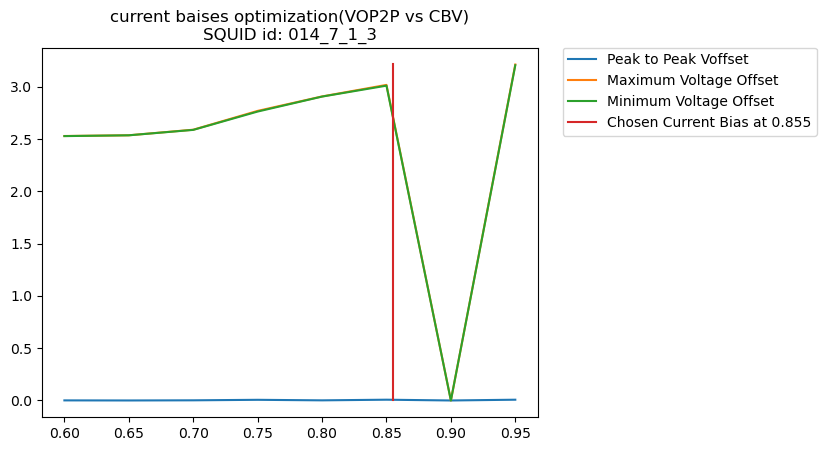 current baises optimization(VOP2P vs CBV)
SQUID id: 014_7_1_3
Peak to Peak Voffset
Maximum Voltage Offset
Minimum Voltage Offset
Chosen Current Bias at 0.855
3.0
2.5
2.0
1.5
1.0
0.5
0.0
0.60 0.65 0.70 0.75 0.80 0.85 0.90 0.95